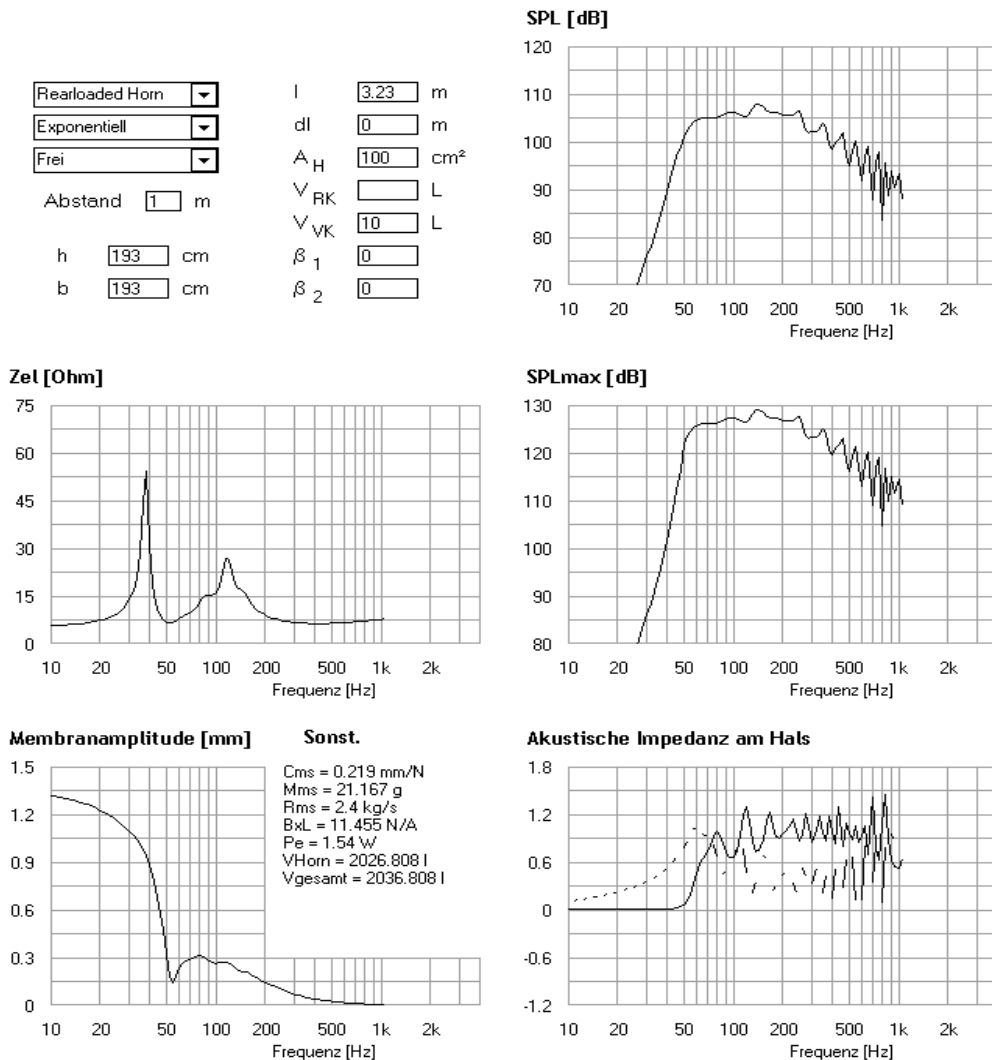 Rearloaded Horn
Exponentiell
Frei
Abstand 1 m
h 193 cm
b 193 cm
l 3.23 m
dl 0 m
A H 100 cm²
V RK L
V VK 10 L
β 1 0
β 2 0
SPL [dB]
120
110
100
90
80
70
10 20 50 100 200 500 1k 2k
Frequenz [Hz]
Zel [Ohm]
75
60
45
30
15
0
10 20 50 100 200 500 1k 2k
Frequenz [Hz]
SPLmax [dB]
130
120
110
100
90
80
10 20 50 100 200 500 1k 2k
Frequenz [Hz]
Membranamplitude [mm]
1.5
1.2
0.9
0.6
0.3
0
10 20 50 100 200 500 1k 2k
Frequenz [Hz]
Sonst.
Cms = 0.219 mm/N
Mms = 21.167 g
Rms = 2.4 kg/s
BxL = 11.455 N/A
Pe = 1.54 W
VHorn = 2026.808 l
Vgesamt = 2036.808 l
Akustische Impedanz am Hals
1.8
1.2
0.6
0
-0.6
-1.2
10 20 50 100 200 500 1k 2k
Frequenz [Hz]